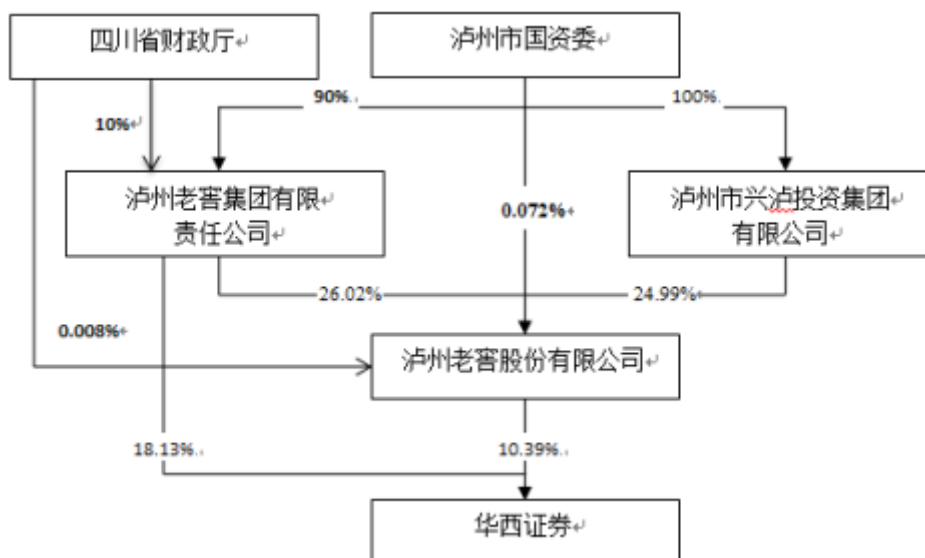 四川省财政厅
泸州市国资委
90%
100%
10%
泸州老窖集团有限
责任公司
0.072%
泸州市兴泸投资集团
有限公司
26.02%
24.99%
0.008%
泸州老窖股份有限公司
18.13%
10.39%
华西证券